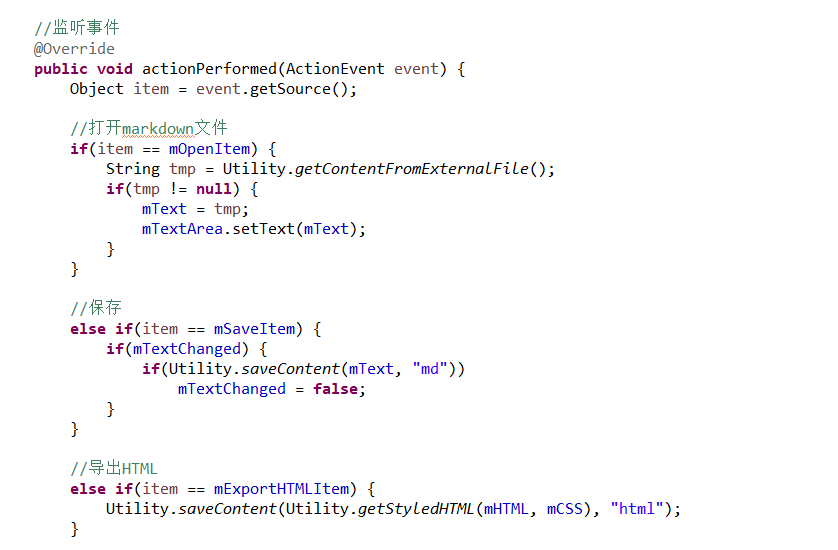 //监听事件
@Override
public void actionPerformed(ActionEvent event) {
    Object item = event.getSource();

    //打开markdown文件
    if(item == mOpenItem) {
        String tmp = Utility.getContentFromExternalFile();
        if(tmp != null) {
            mText = tmp;
            mTextArea.setText(mText);
        }
    }

    //保存
    else if(item == mSaveItem) {
        if(mTextChanged) {
            if(Utility.saveContent(mText, "md"))
                mTextChanged = false;
        }
    }

    //导出HTML
    else if(item == mExportHTMLItem) {
        Utility.saveContent(Utility.getStyledHTML(mHTML, mCSS), "html");
    }